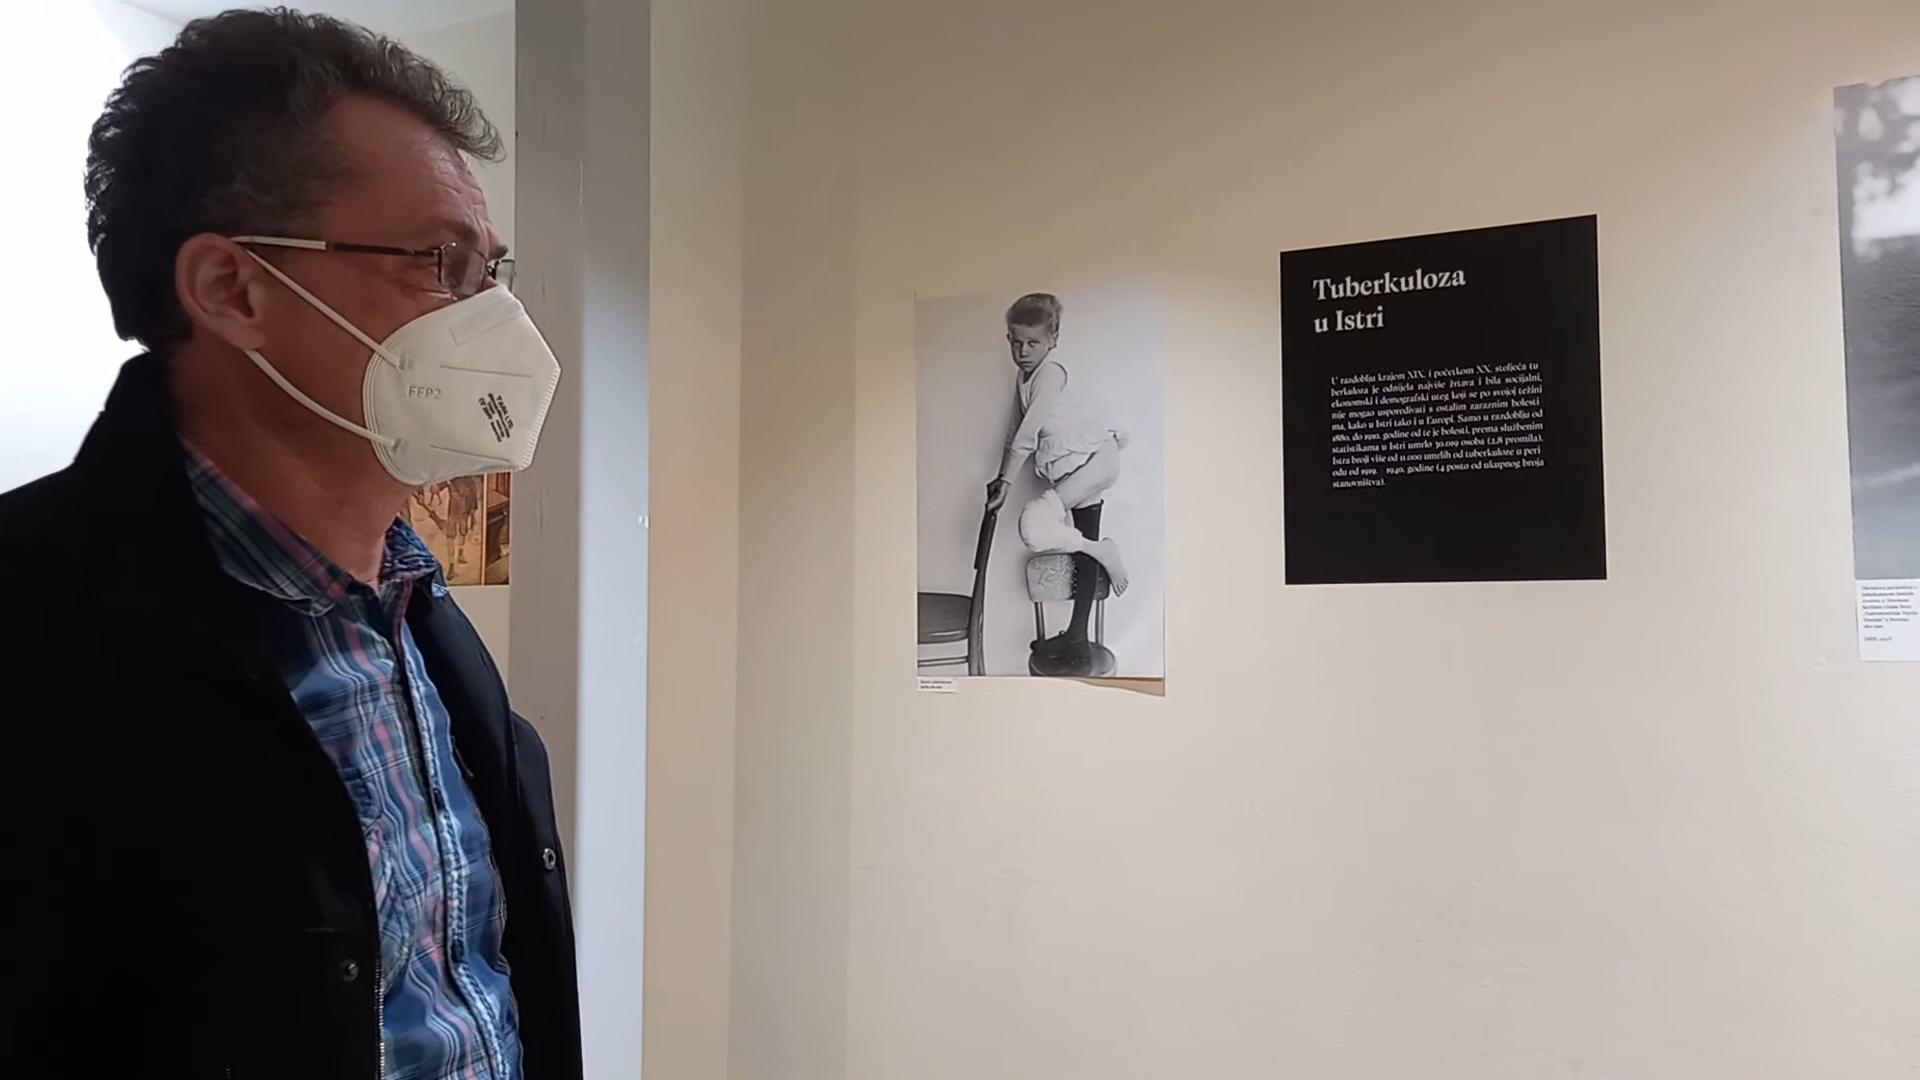 FFP2
Tuberkuloza
u Istri
U razdoblju krajem XIX. i početkom XX. stoljeća tu
berkuloza je odnijela najviše žrtava i bila socijalni,
ekonomski i demografski uteg koji se po svojoj težini
nije mogao uspoređivati s ostalim zaraznim bolesti
ma, kako u Istri tako i u Europi. Samo u razdoblju od
1880. do 1910. godine od te je bolesti, prema službenim
statistikama u Istri umrlo 30.019 osoba (2,8 promila).
Istra broji više od 11.000 umrlih od tuberkuloze u peri
odu od 1919. - 1940. godine (4 posto od ukupnog broja
stanovništva).